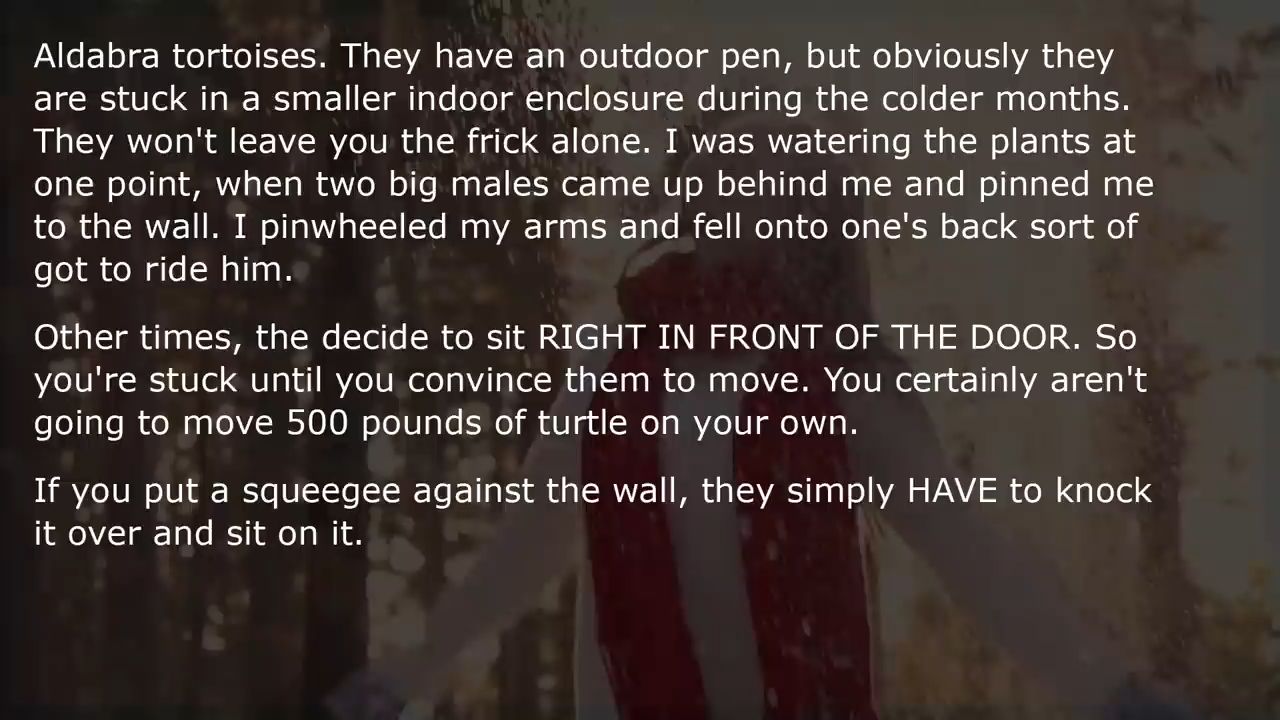 Aldabra tortoises. They have an outdoor pen, but obviously they
are stuck in a smaller indoor enclosure during the colder months.
They won't leave you the frick alone. I was watering the plants at
one point, when two big males came up behind me and pinned me
to the wall. I pinwheeled my arms and fell onto one's back sort of
got to ride him.
Other times, the decide to sit RIGHT IN FRONT OF THE DOOR. So
you're stuck until you convince them to move. You certainly aren't
going to move 500 pounds of turtle on your own.
If you put a squeegee against the wall, they simply HAVE to knock
it over and sit on it.